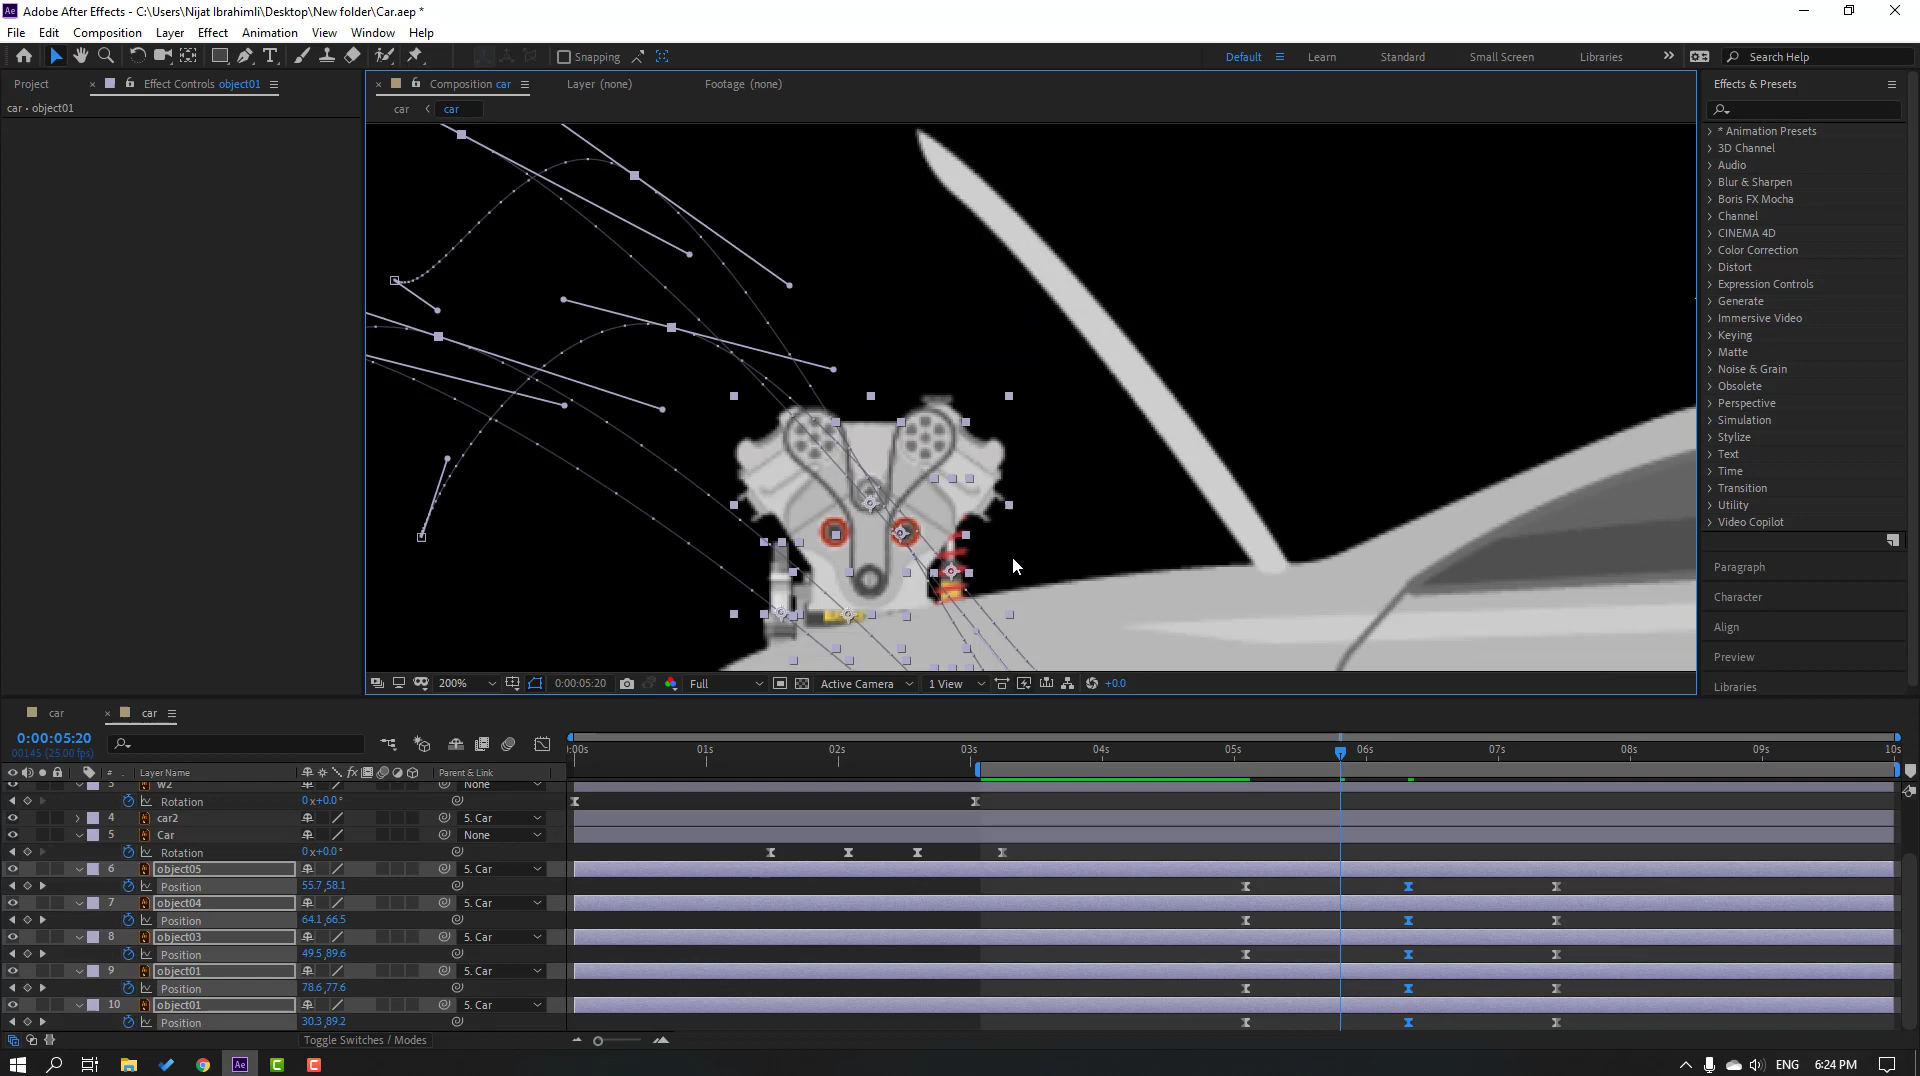 Adobe After Effects - C:\Users\Nijat Ibrahimli\Desktop\New folder\Car.aep *
File Edit Composition Layer Effect Animation View Window Help
Snapping Default Learn Standard Small Screen Libraries Search Help
Project Effect Controls object01 Composition car Layer (none) Footage (none) Effects & Presets
car • object01 car car
* Animation Presets
3D Channel
Audio
Blur & Sharpen
Boris FX Mocha
Channel
CINEMA 4D
Color Correction
Distort
Expression Controls
Generate
Immersive Video
Keying
Matte
Noise & Grain
Obsolete
Perspective
Simulation
Stylize
Text
Time
Transition
Utility
Video Copilot
Paragraph
Character
Align
Preview
Libraries
200% 0:00:05:20 Full Active Camera 1 View +0.0
car car
0:00:05:20
00145 (25.00 fps)
:00s 01s 02s 03s 04s 05s 06s 07s 08s 09s 10s
# Layer Name Parent & Link
3 w2 None
Rotation 0x+0.0°
4 car2 5. Car
5 Car None
Rotation 0x+0.0°
6 object05 5. Car
Position 55.7,58.1
7 object04 5. Car
Position 64.1,66.5
8 object03 5. Car
Position 49.5,89.6
9 object01 5. Car
Position 78.6,77.6
10 object01 5. Car
Position 30.3,89.2
Toggle Switches / Modes
ENG 6:24 PM